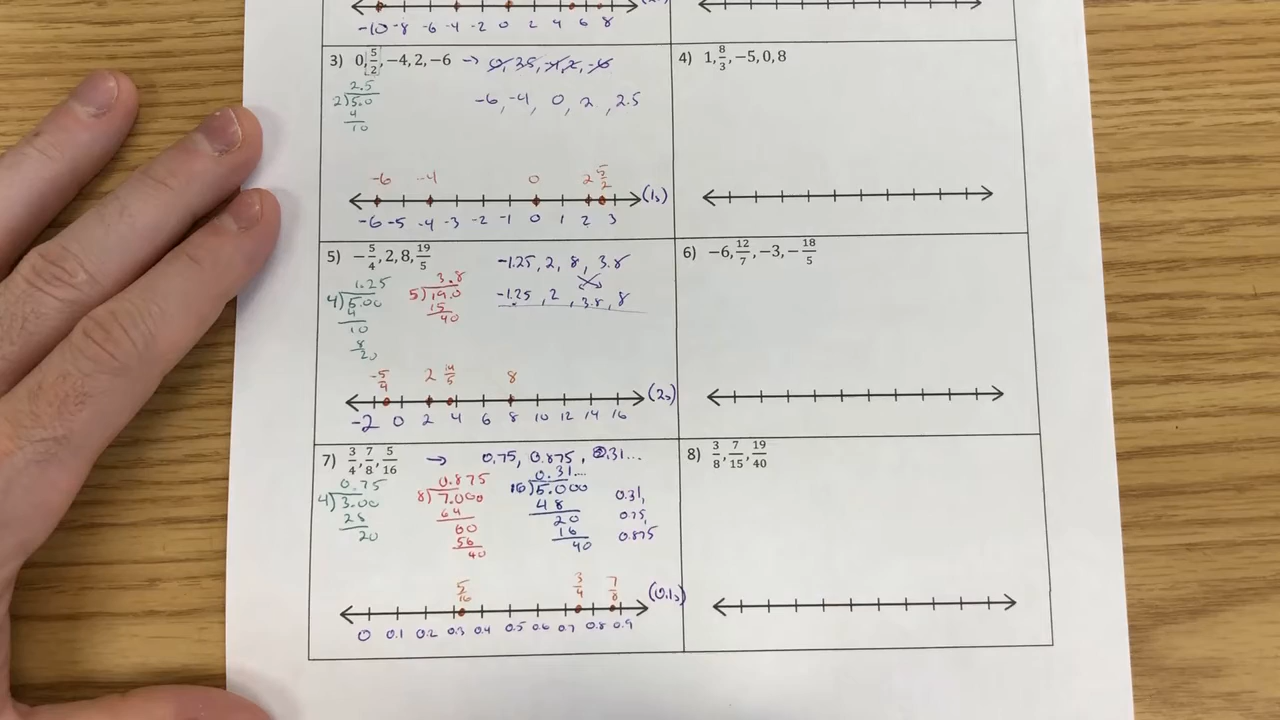 -10 -8 -6 -4 -2 0 2 4 6 8
3) 0, 5/2, −4, 2, −6 → 0, 2.5, -4, 2, -6
2.5
2)5.0
4
10
-6, -4, 0, 2, 2.5
-6 -4 0 2 5/2
(1s)
-6 -5 -4 -3 -2 -1 0 1 2 3
4) 1, 8/3, −5, 0, 8
5) −5/4, 2, 8, 19/5
-1.25, 2, 8, 3.8
1.25
4)5.00
4
10
8
20
3.8
5)19.0
15
40
-1.25, 2, 3.8, 8
-5/4 2 19/5 8
(2s)
-2 0 2 4 6 8 10 12 14 16
6) −6, 12/7, −3, −18/5
7) 3/4, 7/8, 5/16 → 0.75, 0.875, 0.31...
0.75
4)3.00
28
20
0.875
8)7.000
64
60
56
40
0.31...
16)5.000
48
20
16
40
0.31,
0.75,
0.875
5/16 3/4 7/8
(0.1s)
0 0.1 0.2 0.3 0.4 0.5 0.6 0.7 0.8 0.9
8) 3/8, 7/15, 19/40